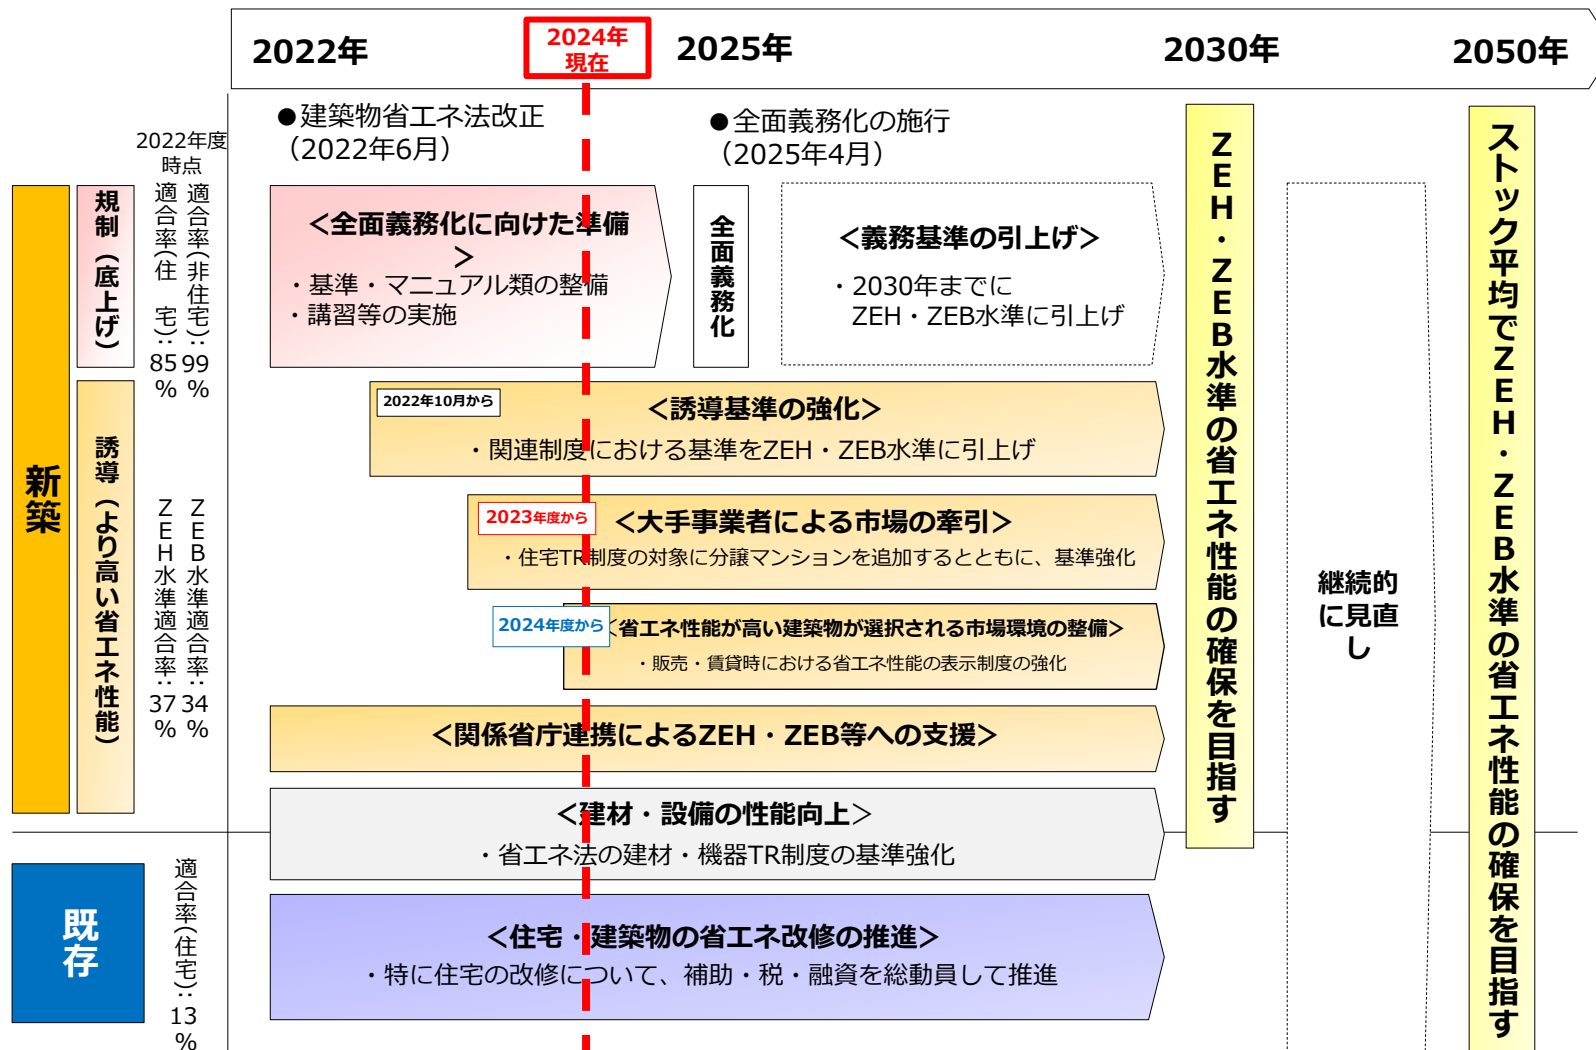 2022年
2024年
現在
2025年
2030年
2050年
●建築物省エネ法改正
（2022年6月）
●全面義務化の施行
（2025年4月）
2022年度
時点
新築
規制（底上げ）
適合率(住　宅)：85%
適合率(非住宅)：99%
＜全面義務化に向けた準備
＞
・基準・マニュアル類の整備
・講習等の実施
全面義務化
＜義務基準の引上げ＞
・2030年までに
ZEH・ZEB水準に引上げ
誘導（より高い省エネ性能）
ZEH水準適合率：37%
ZEB水準適合率：34%
2022年10月から
＜誘導基準の強化＞
・関連制度における基準をZEH・ZEB水準に引上げ
2023年度から
＜大手事業者による市場の牽引＞
・住宅TR制度の対象に分譲マンションを追加するとともに、基準強化
2024年度から
＜省エネ性能が高い建築物が選択される市場環境の整備＞
・販売・賃貸時における省エネ性能の表示制度の強化
＜関係省庁連携によるZEH・ZEB等への支援＞
＜建材・設備の性能向上＞
・省エネ法の建材・機器TR制度の基準強化
既存
適合率(住宅)：13%
＜住宅・建築物の省エネ改修の推進＞
・特に住宅の改修について、補助・税・融資を総動員して推進
ZEH・ZEB水準の省エネ性能の確保を目指す
継続的
に見直
し
ストック平均でZEH・ZEB水準の省エネ性能の確保を目指す